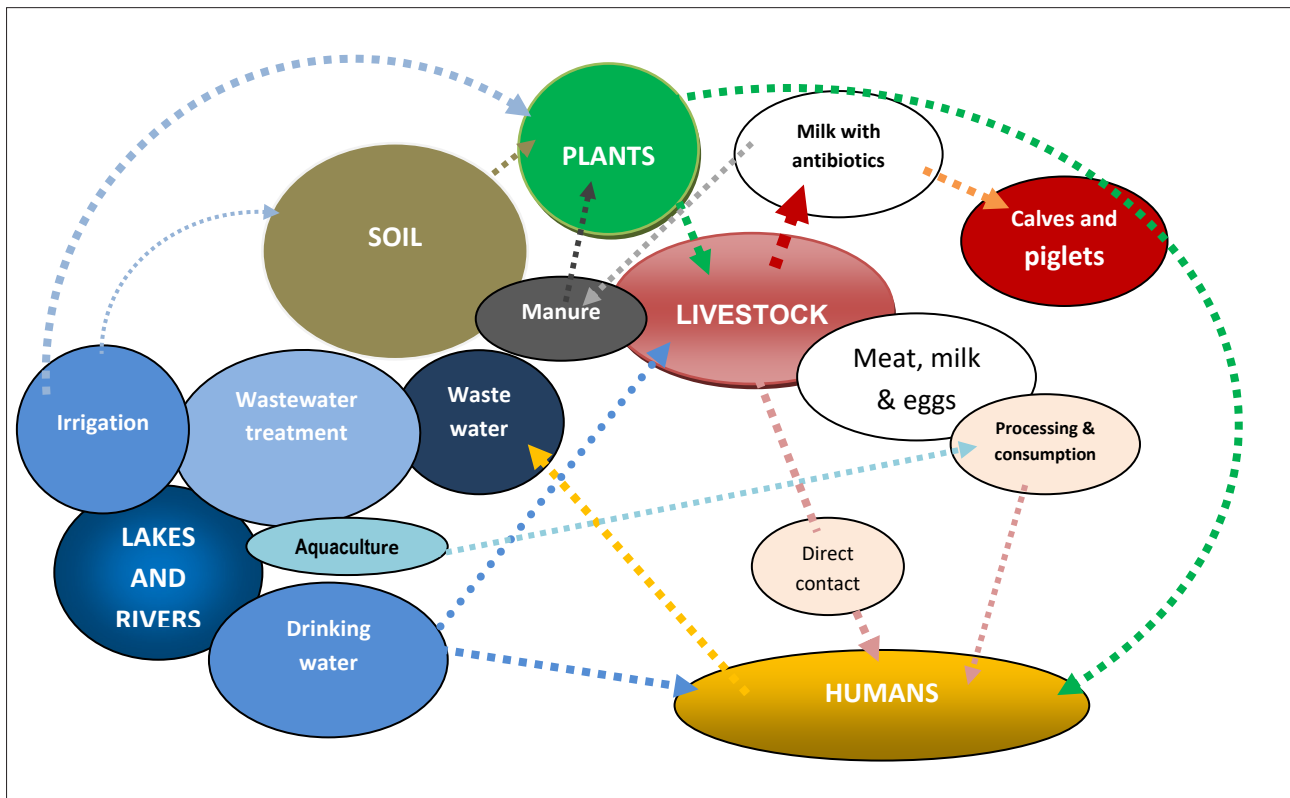 PLANTS
Milk with
antibiotics
SOIL
Calves and
piglets
Manure
LIVESTOCK
Meat, milk
& eggs
Irrigation
Wastewater
treatment
Waste
water
Processing &
consumption
LAKES
AND
RIVERS
Aquaculture
Direct
contact
Drinking
water
HUMANS